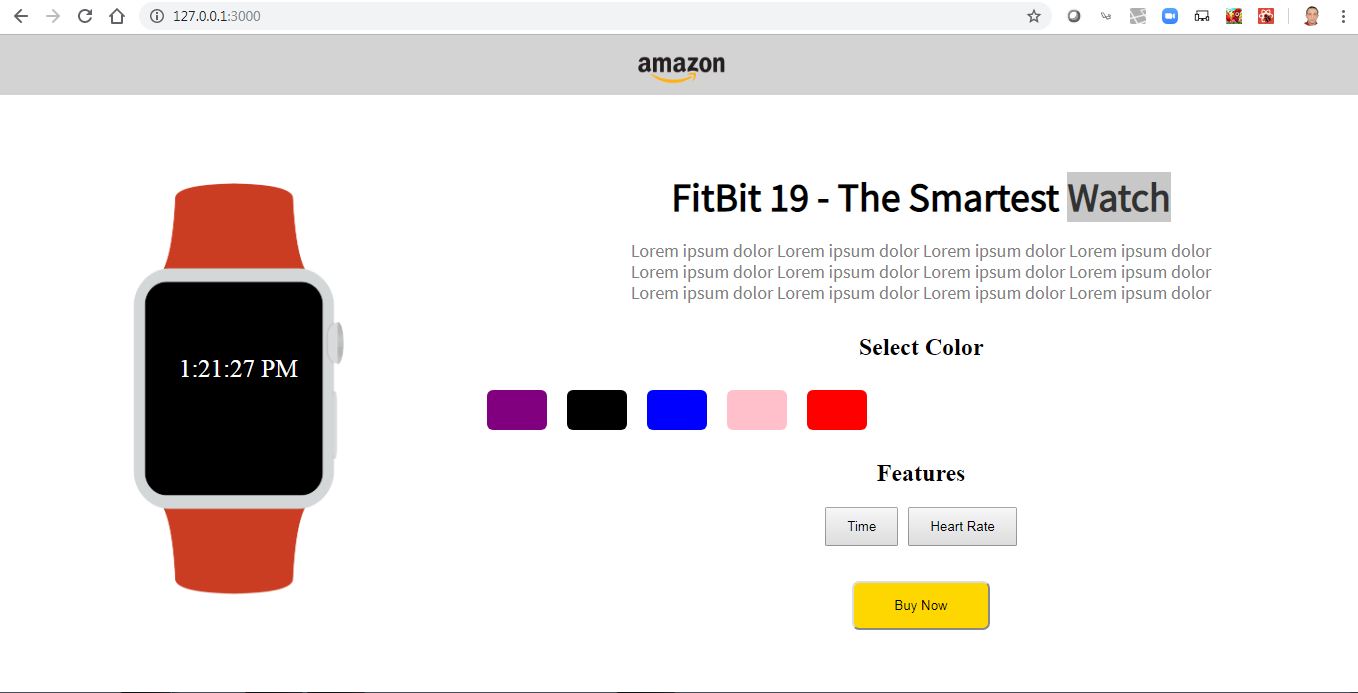 127.0.0.1:3000
amazon
FitBit 19 - The Smartest Watch
Lorem ipsum dolor Lorem ipsum dolor Lorem ipsum dolor Lorem ipsum dolor
Lorem ipsum dolor Lorem ipsum dolor Lorem ipsum dolor Lorem ipsum dolor
Lorem ipsum dolor Lorem ipsum dolor Lorem ipsum dolor Lorem ipsum dolor
1:21:27 PM
Select Color
Features
Time
Heart Rate
Buy Now